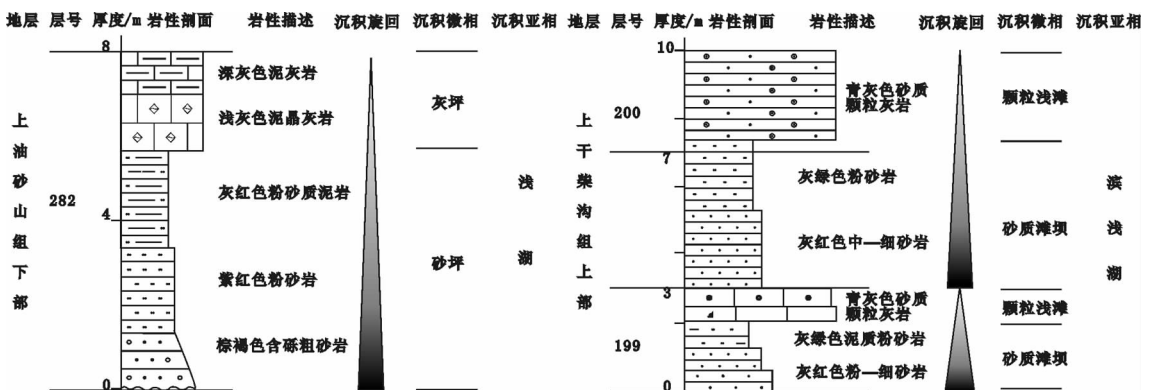 地层 层号 厚度/m 岩性剖面 岩性描述 沉积旋回 沉积微相 沉积亚相
8
深灰色泥灰岩
浅灰色泥晶灰岩
灰坪
上油砂山组下部
282
灰红色粉砂质泥岩
4
浅湖
紫红色粉砂岩
砂坪
棕褐色含砾粗砂岩
0
地层 层号 厚度/m 岩性剖面 岩性描述 沉积旋回 沉积微相 沉积亚相
10
青灰色砂质
颗粒灰岩
颗粒浅滩
200
上干柴沟组上部
7
灰绿色粉砂岩
滨浅湖
灰红色中—细砂岩
砂质滩坝
3
青灰色砂质
颗粒灰岩
颗粒浅滩
199
灰绿色泥质粉砂岩
砂质滩坝
灰红色粉—细砂岩
0